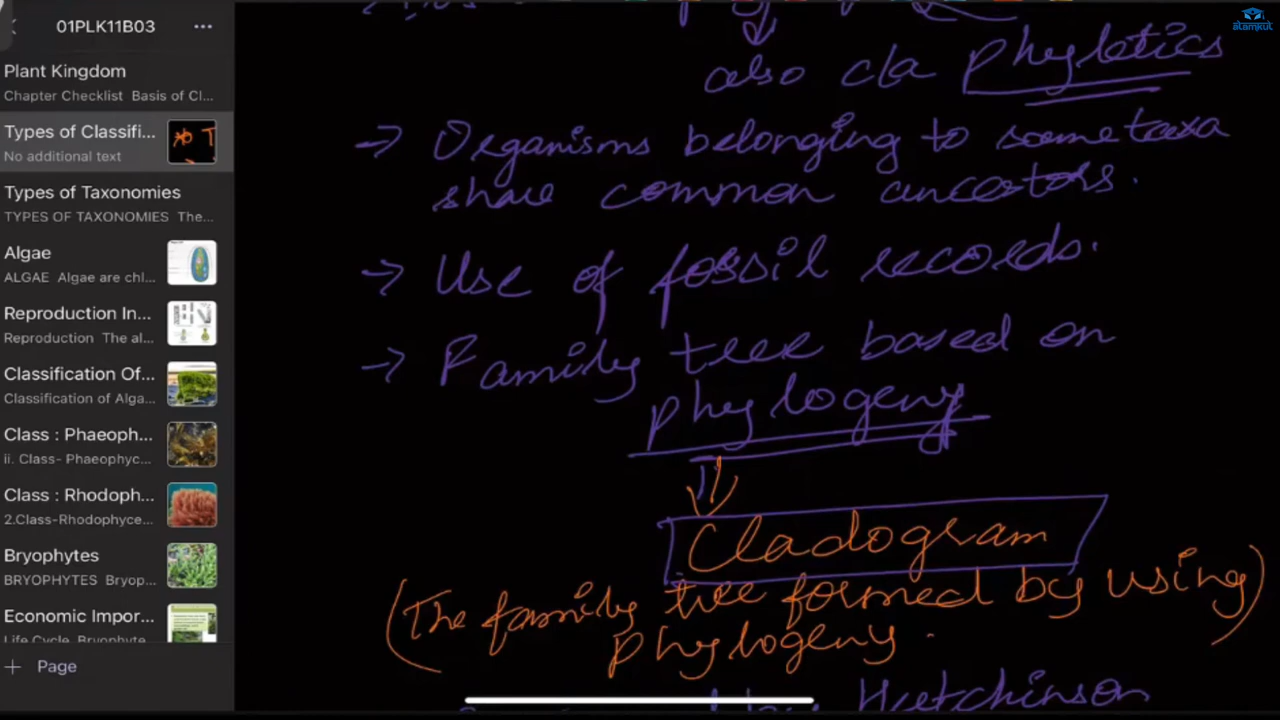 01PLK11B03
alamkul
Plant Kingdom
Chapter Checklist Basis of Cl...
Types of Classifi...
No additional text
Types of Taxonomies
TYPES OF TAXONOMIES The...
Algae
ALGAE Algae are chl...
Reproduction In...
Reproduction The al...
Classification Of...
Classification of Alga...
Class : Phaeoph...
ii. Class- Phaeophyc...
Class : Rhodoph...
2.Class-Rhodophyce...
Bryophytes
BRYOPHYTES Bryop...
Economic Impor...
Life Cycle, Bryophyte
+ Page
also cla phyletics
→ Organisms belonging to same taxa
share common ancestors.
→ Use of fossil records.
→ Family tree based on
phylogeny
Cladogram
(The family tree formed by using)
phylogeny.
Hutchinson